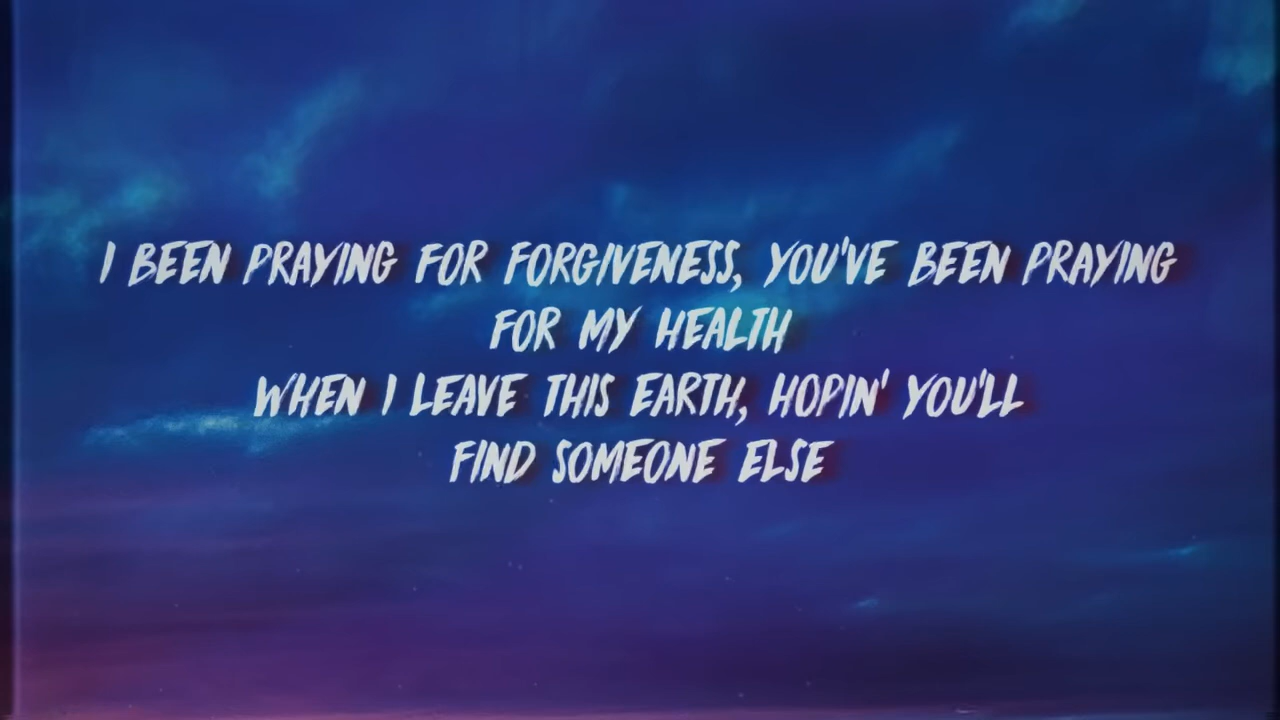 I BEEN PRAYING FOR FORGIVENESS, YOU'VE BEEN PRAYING
FOR MY HEALTH
WHEN I LEAVE THIS EARTH, HOPIN' YOU'LL
FIND SOMEONE ELSE